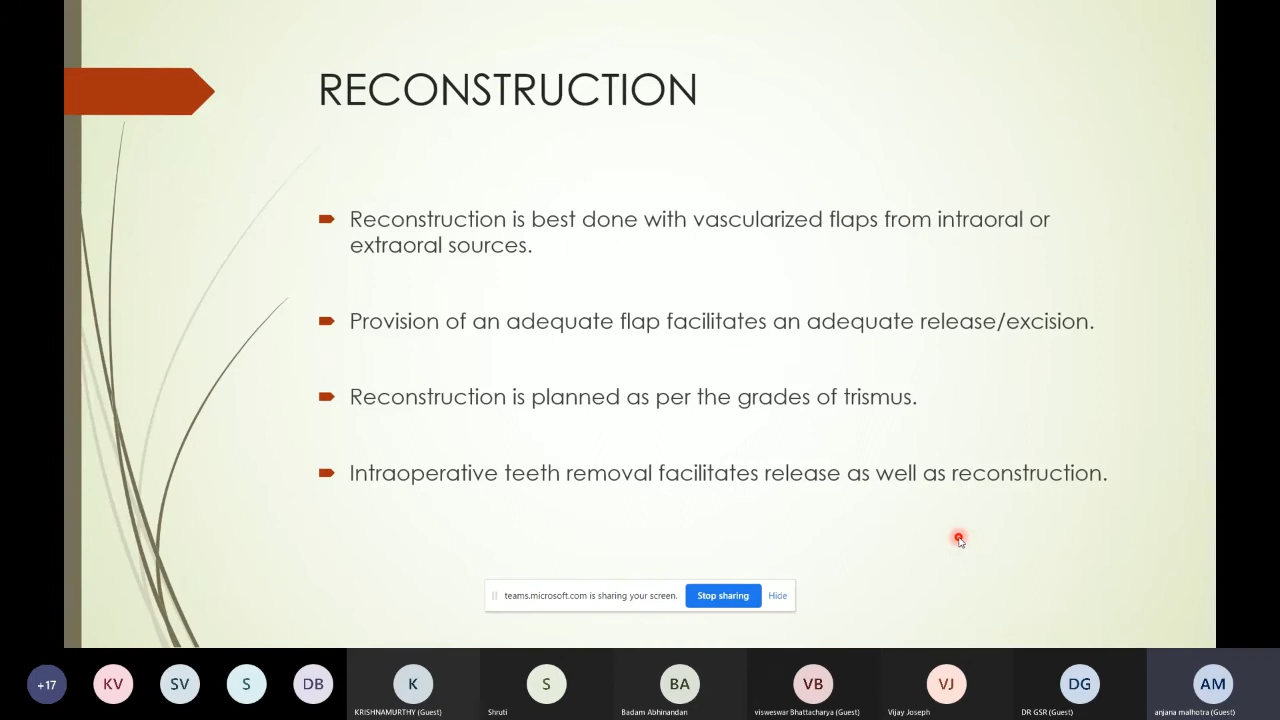 RECONSTRUCTION
Reconstruction is best done with vascularized flaps from intraoral or
extraoral sources.
Provision of an adequate flap facilitates an adequate release/excision.
Reconstruction is planned as per the grades of trismus.
Intraoperative teeth removal facilitates release as well as reconstruction.
teams.microsoft.com is sharing your screen. Stop sharing Hide
+17 KV SV S DB K S BA VB VJ DG AM
KRISHNAMURTHY (Guest) Shruti Badam Abhinandan visweswar Bhattacharya (Guest) Vijay Joseph DR GSR (Guest) anjana malhotra (Guest)